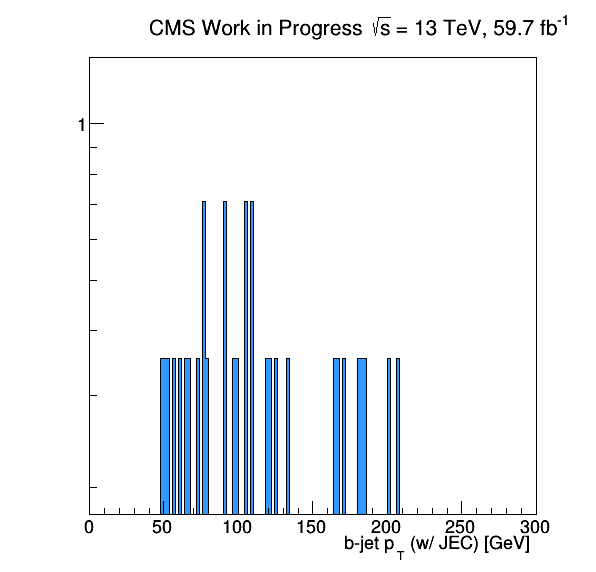 CMS Work in Progress √s = 13 TeV, 59.7 fb⁻¹
1
0 50 100 150 200 250 300
b-jet p_T (w/ JEC) [GeV]